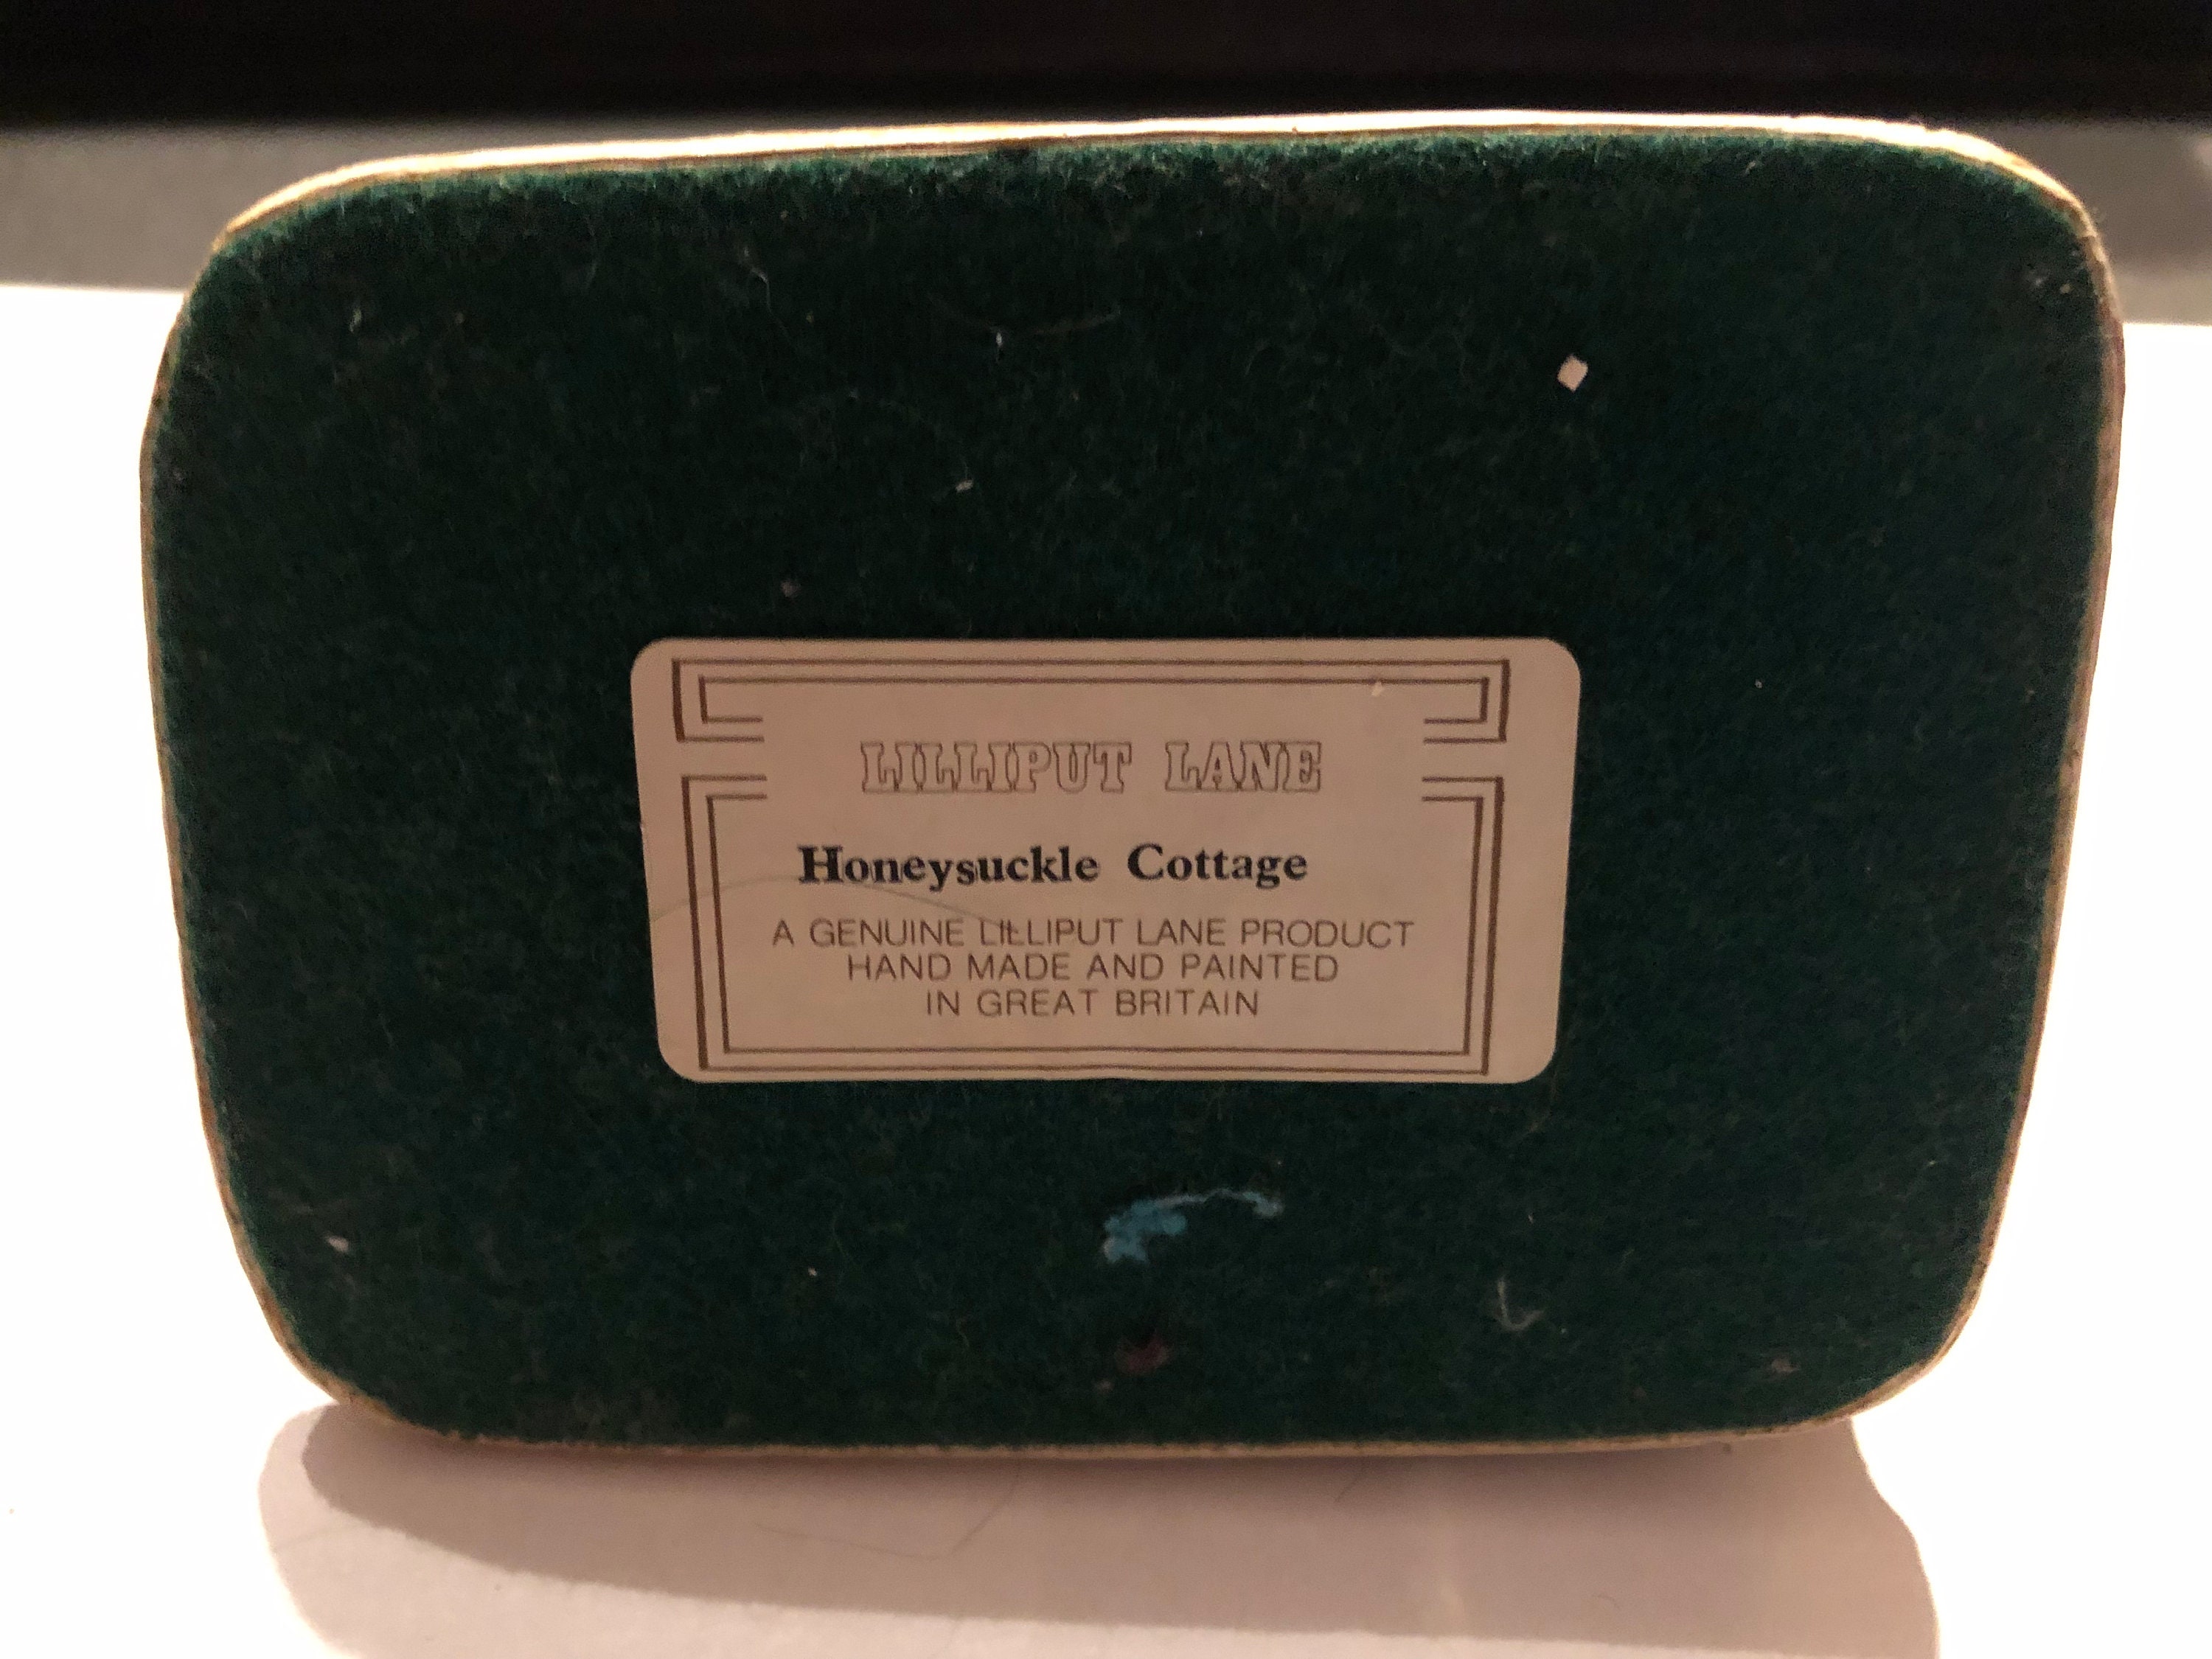 LILLIPUT LANE
Honeysuckle Cottage
A GENUINE LILLIPUT LANE PRODUCT
HAND MADE AND PAINTED
IN GREAT BRITAIN